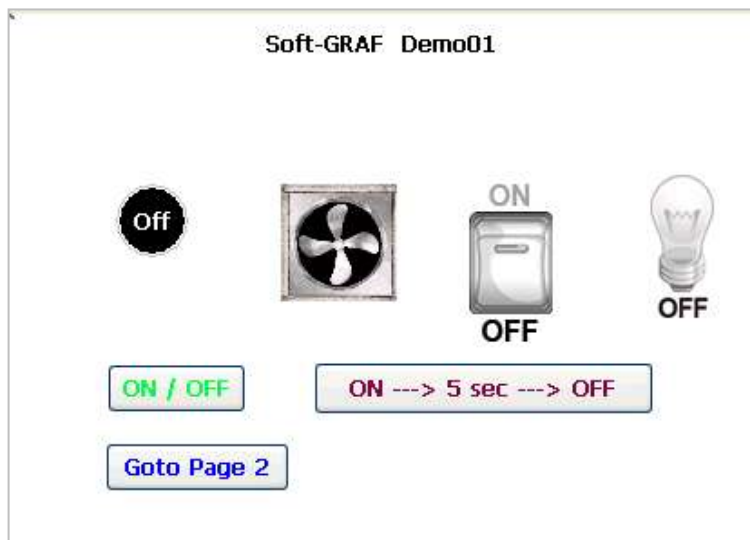 Soft-GRAF Demo01
Off
ON
OFF
OFF
ON / OFF
ON ---> 5 sec ---> OFF
Goto Page 2